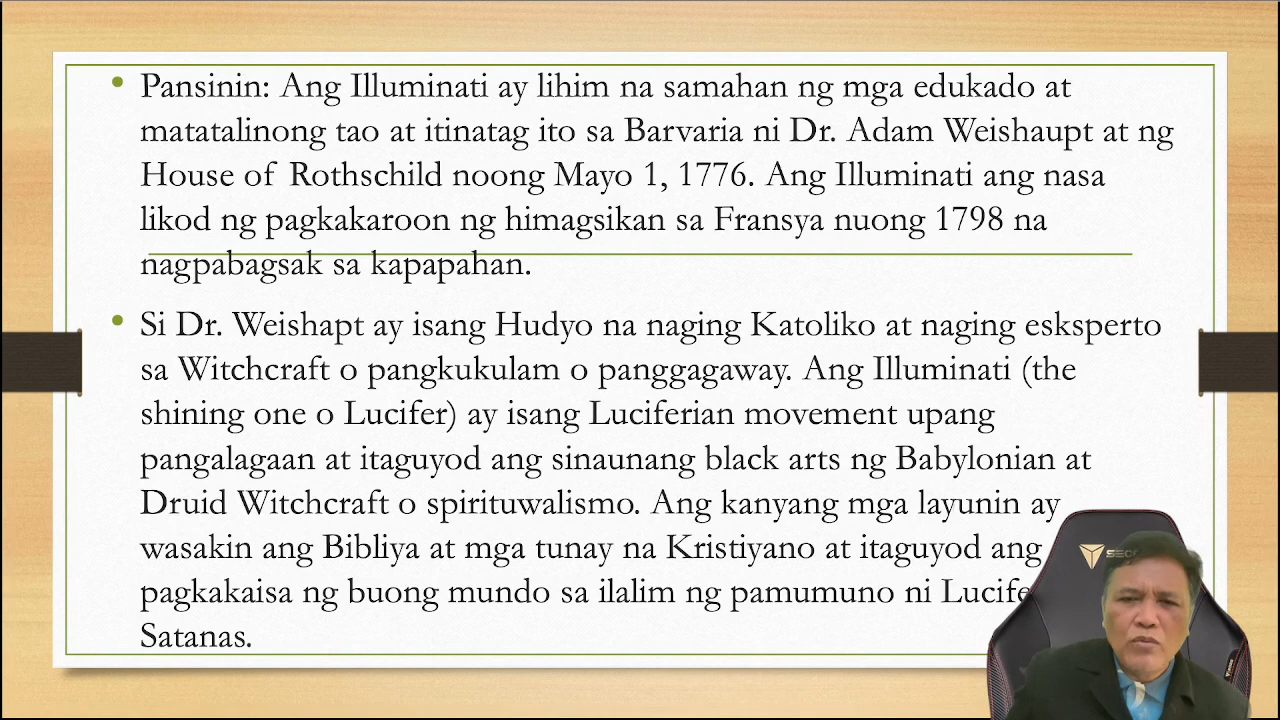 Pansinin: Ang Illuminati ay lihim na samahan ng mga edukado at
matatalinong tao at itinatag ito sa Barvaria ni Dr. Adam Weishaupt at ng
House of Rothschild noong Mayo 1, 1776. Ang Illuminati ang nasa
likod ng pagkakaroon ng himagsikan sa Fransya nuong 1798 na
nagpabagsak sa kapapahan.
Si Dr. Weishapt ay isang Hudyo na naging Katoliko at naging esksperto
sa Witchcraft o pangkukulam o panggagaway. Ang Illuminati (the
shining one o Lucifer) ay isang Luciferian movement upang
pangalagaan at itaguyod ang sinaunang black arts ng Babylonian at
Druid Witchcraft o spirituwalismo. Ang kanyang mga layunin ay
wasakin ang Bibliya at mga tunay na Kristiyano at itaguyod ang
pagkakaisa ng buong mundo sa ilalim ng pamumuno ni Lucife
Satanas.